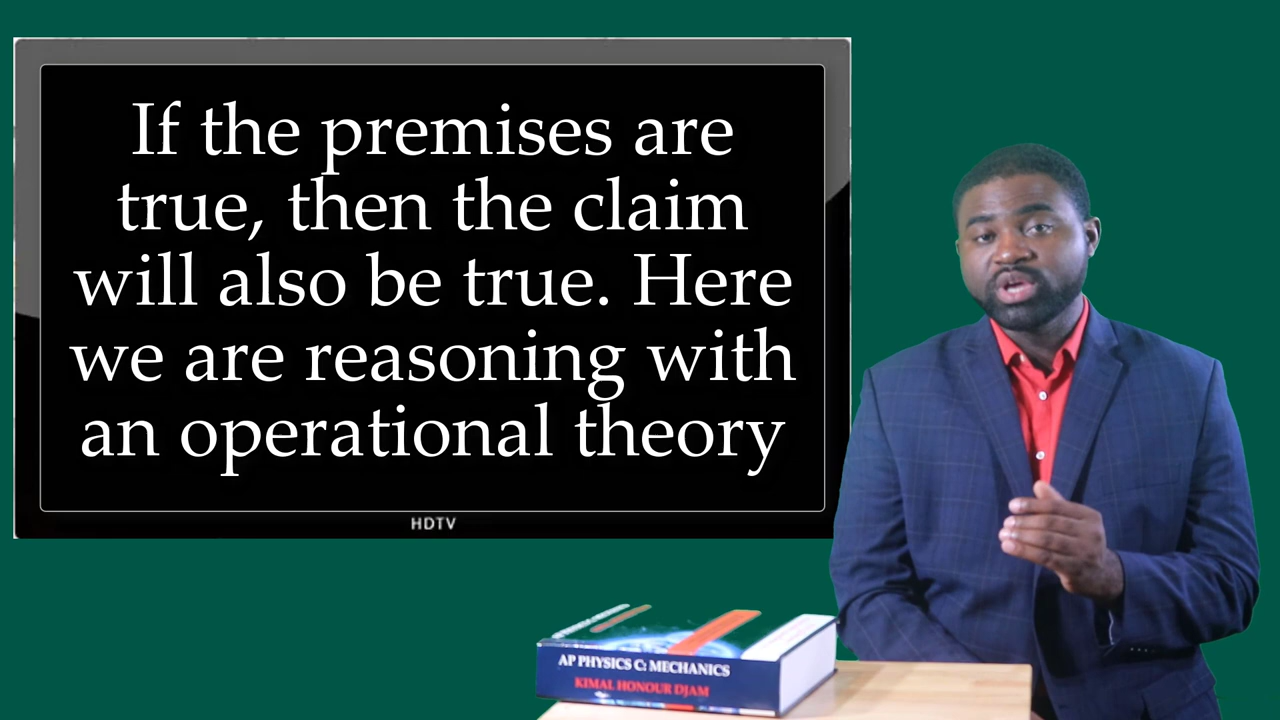 If the premises are
true, then the claim
will also be true. Here
we are reasoning with
an operational theory
HDTV
AP PHYSICS C: MECHANICS
KIMAL HONOUR DJAM